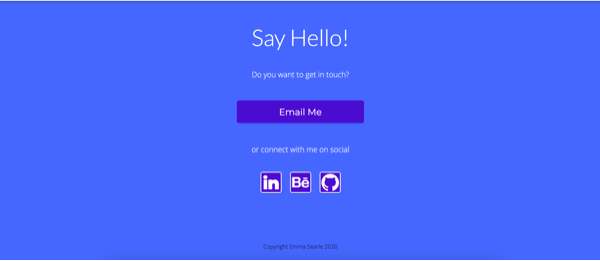 Say Hello!
Do you want to get in touch?
Email Me
or connect with me on social
in Bē
Copyright Emma Searle 2020